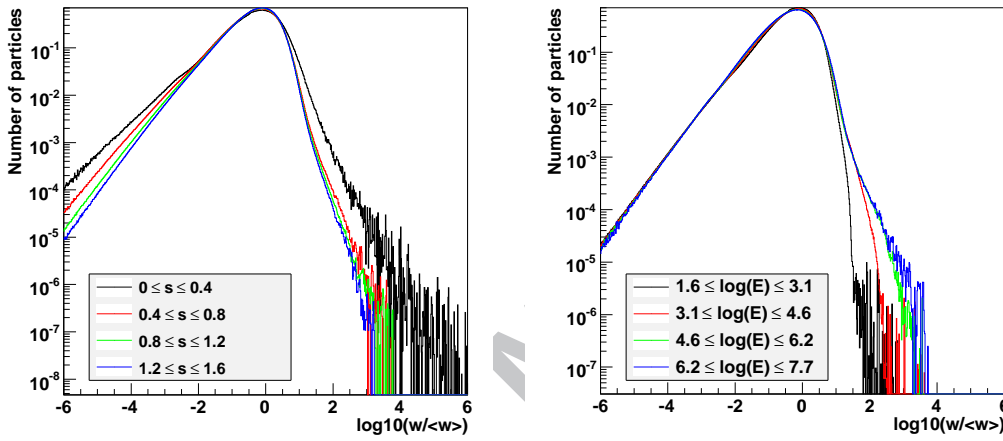 Number of particles
10^-1
10^-2
10^-3
10^-4
10^-5
10^-6
10^-7
10^-8
0 ≤ s ≤ 0.4
0.4 ≤ s ≤ 0.8
0.8 ≤ s ≤ 1.2
1.2 ≤ s ≤ 1.6
-6 -4 -2 0 2 4 6
log10(w/<w>)
Number of particles
10^-1
10^-2
10^-3
10^-4
10^-5
10^-6
10^-7
1.6 ≤ log(E) ≤ 3.1
3.1 ≤ log(E) ≤ 4.6
4.6 ≤ log(E) ≤ 6.2
6.2 ≤ log(E) ≤ 7.7
-6 -4 -2 0 2 4 6
log10(w/<w>)